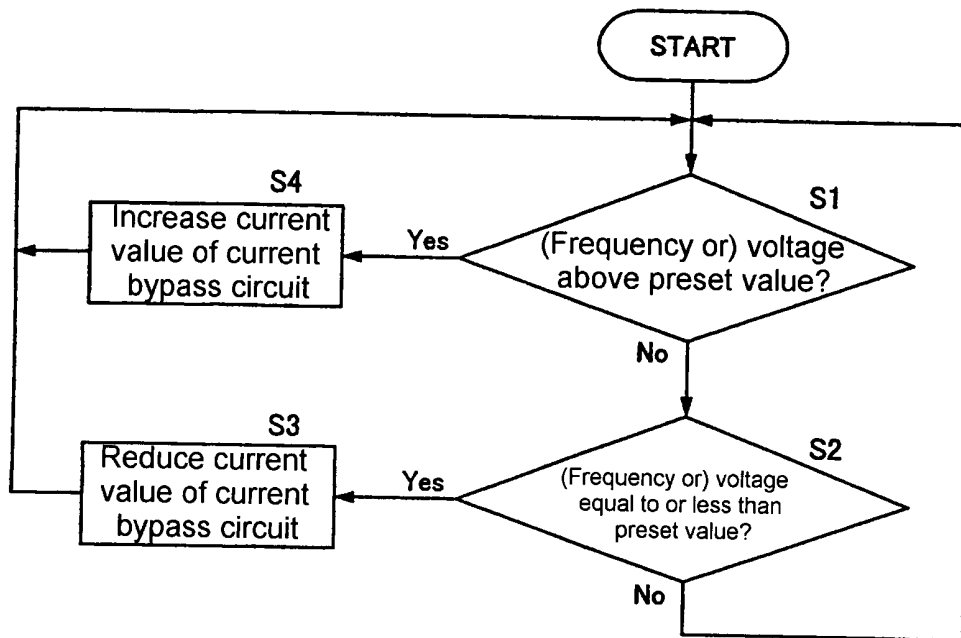 START
S1
(Frequency or) voltage
above preset value?
Yes
No
S4
Increase current
value of current
bypass circuit
S2
(Frequency or) voltage
equal to or less than
preset value?
Yes
No
S3
Reduce current
value of current
bypass circuit